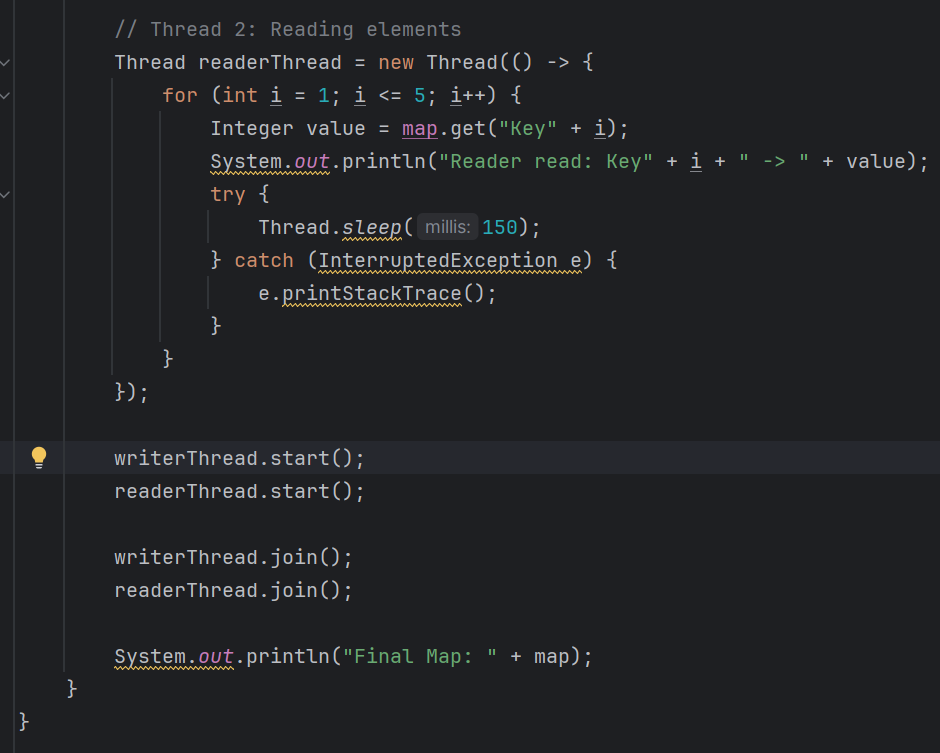 // Thread 2: Reading elements
Thread readerThread = new Thread(() -> {
for (int i = 1; i <= 5; i++) {
Integer value = map.get("Key" + i);
System.out.println("Reader read: Key" + i + " -> " + value);
try {
Thread.sleep( millis: 150);
} catch (InterruptedException e) {
e.printStackTrace();
}
}
});
writerThread.start();
readerThread.start();
writerThread.join();
readerThread.join();
System.out.println("Final Map: " + map);
}
}